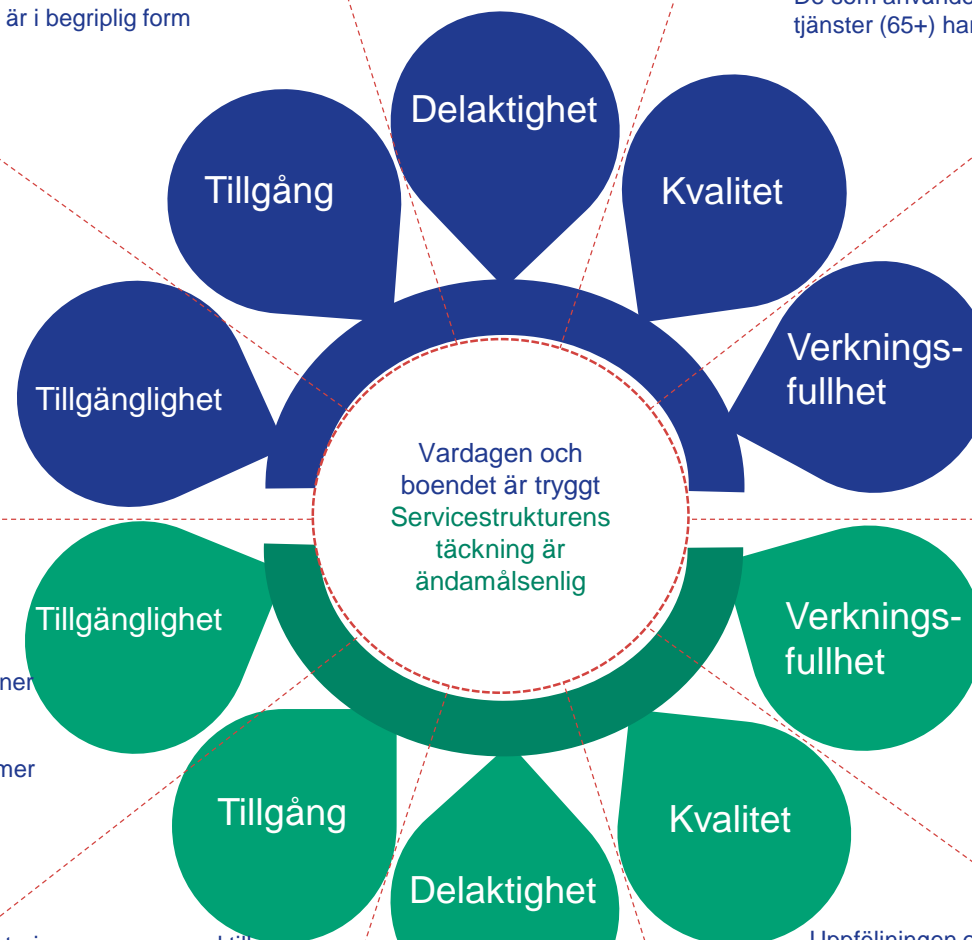 är i begriplig form
tjänster (65+)
Delaktighet
Tillgång
Kvalitet
Verknings-
fullhet
Tillgänglighet
Vardagen och
boendet är tryggt
Servicestrukturens
täckning är
ändamålsenlig
Tillgänglighet
Verknings-
fullhet
Tillgång
Kvalitet
Delaktighet